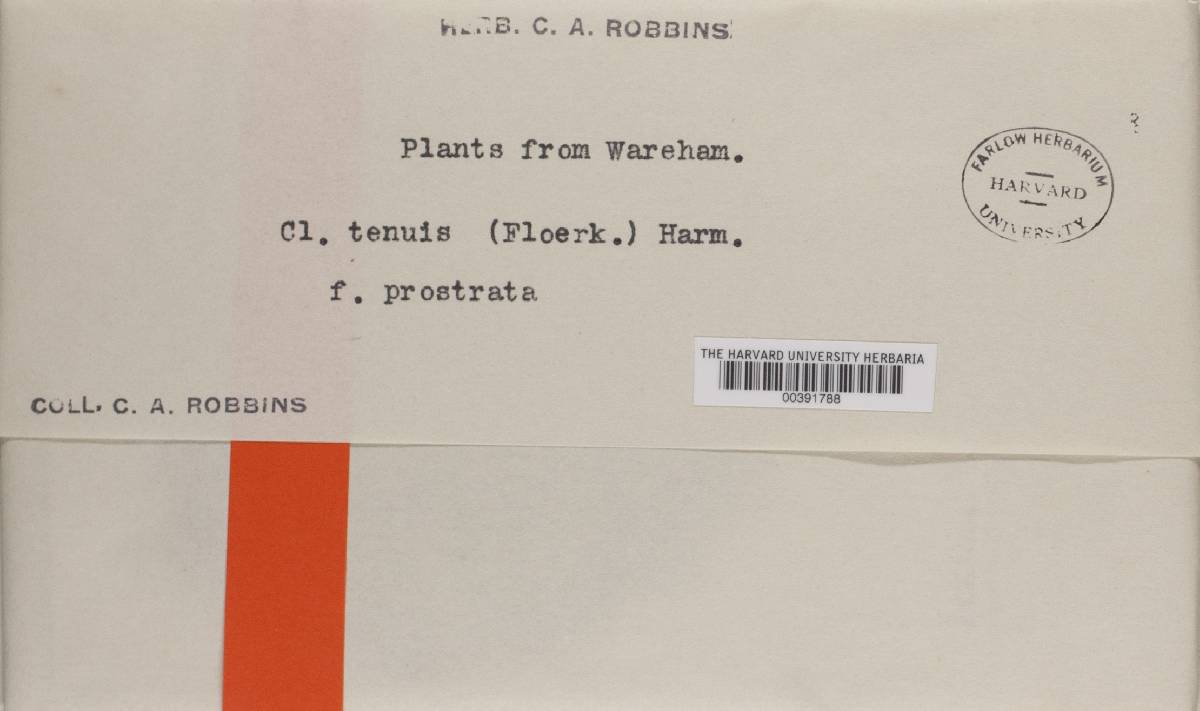 HERB. C. A. ROBBINS
Plants from Wareham.
FARLOW HERBARIUM
HARVARD
UNIVERSITY
Cl. tenuis (Floerk.) Harm.
f. prostrata
THE HARVARD UNIVERSITY HERBARIA
00391788
COLL. C. A. ROBBINS